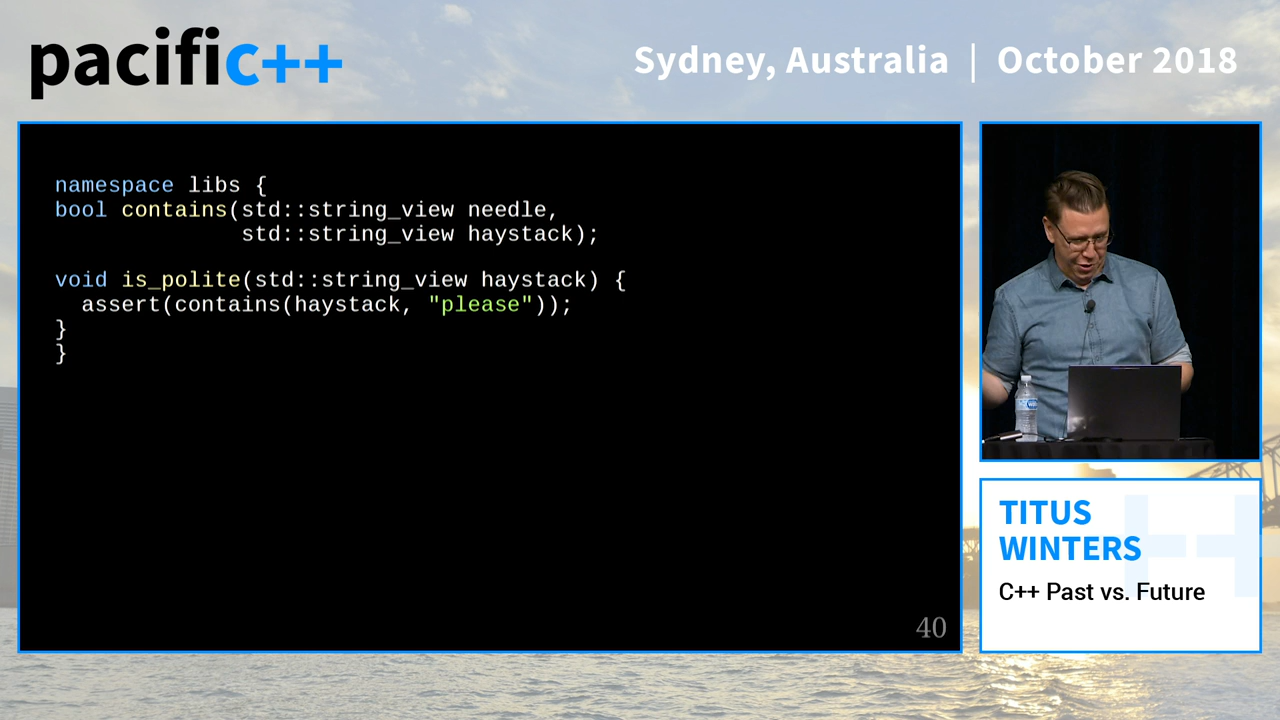 pacific++
Sydney, Australia | October 2018
namespace libs {
bool contains(std::string_view needle,
              std::string_view haystack);
void is_polite(std::string_view haystack) {
  assert(contains(haystack, "please"));
}
}
40
TITUS
WINTERS
C++ Past vs. Future